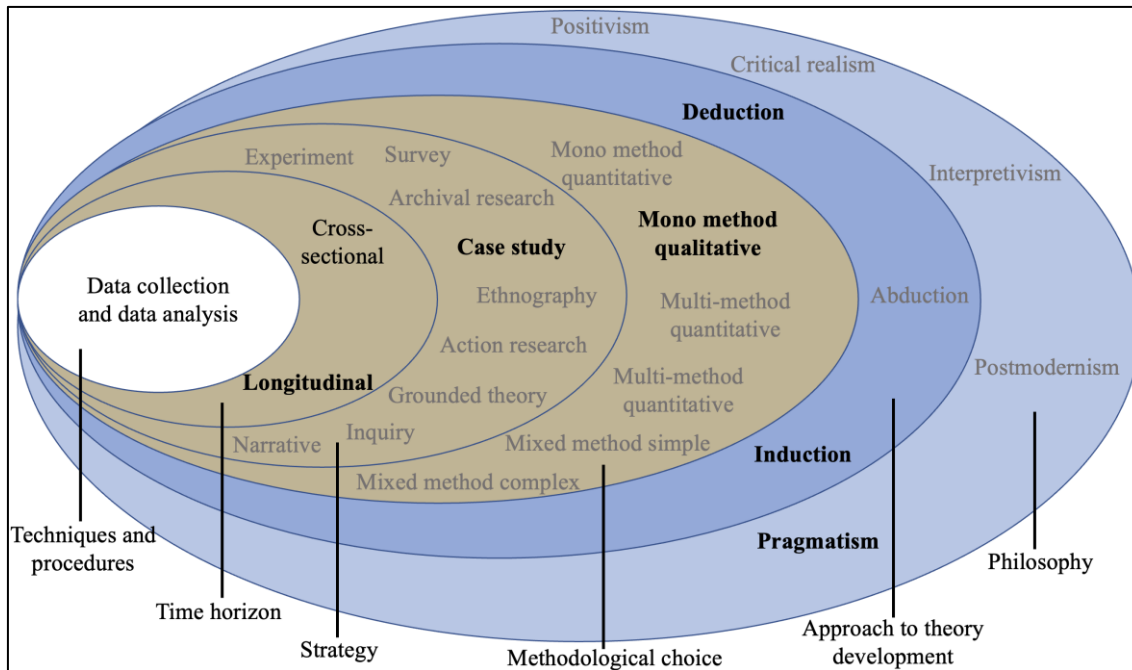 Positivism
Critical realism
Deduction
Experiment
Survey
Mono method
quantitative
Interpretivism
Archival research
Cross-
sectional
Case study
Mono method
qualitative
Data collection
and data analysis
Ethnography
Multi-method
quantitative
Abduction
Action research
Longitudinal
Grounded theory
Multi-method
quantitative
Postmodernism
Narrative
Inquiry
Mixed method simple
Induction
Mixed method complex
Techniques and
procedures
Pragmatism
Philosophy
Time horizon
Strategy
Methodological choice
Approach to theory
development